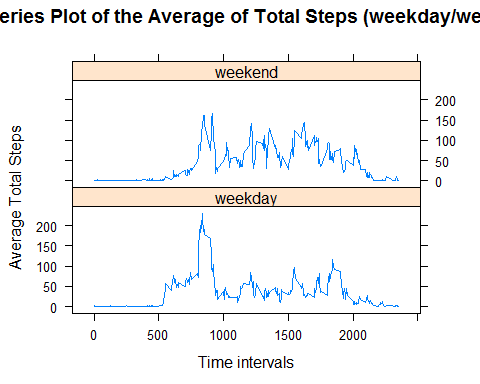 eries Plot of the Average of Total Steps (weekday/we
weekend
200
150
100
50
0
Average Total Steps
weekday
200
150
100
50
0
0 500 1000 1500 2000
Time intervals